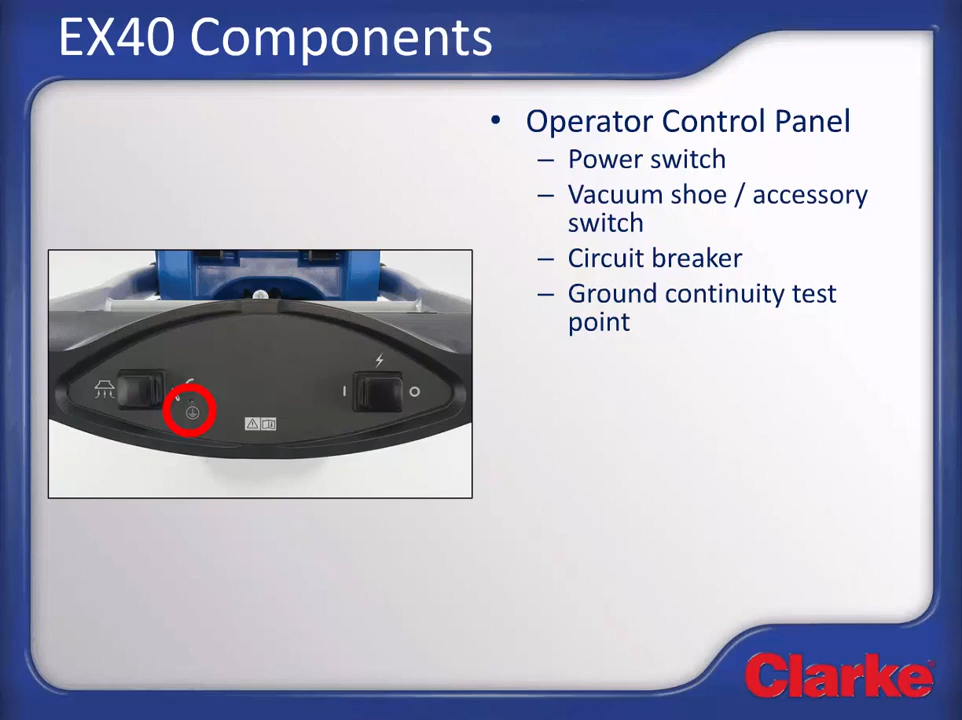 EX40 Components
• Operator Control Panel
– Power switch
– Vacuum shoe / accessory
switch
– Circuit breaker
– Ground continuity test
point
I O
Clarke